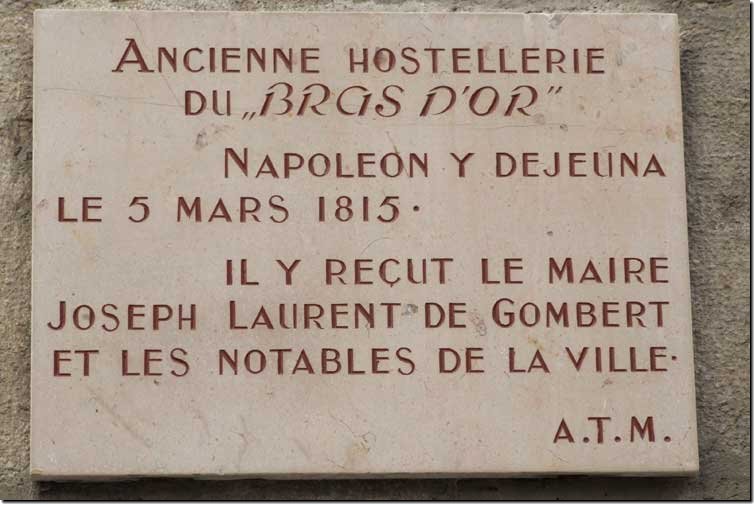 ANCIENNE HOSTELLERIE
DU „BRAS D'OR"
NAPOLEON Y DEJEUNA
LE 5 MARS 1815.
IL Y REÇUT LE MAIRE
JOSEPH LAURENT DE GOMBERT
ET LES NOTABLES DE LA VILLE.
A.T.M.